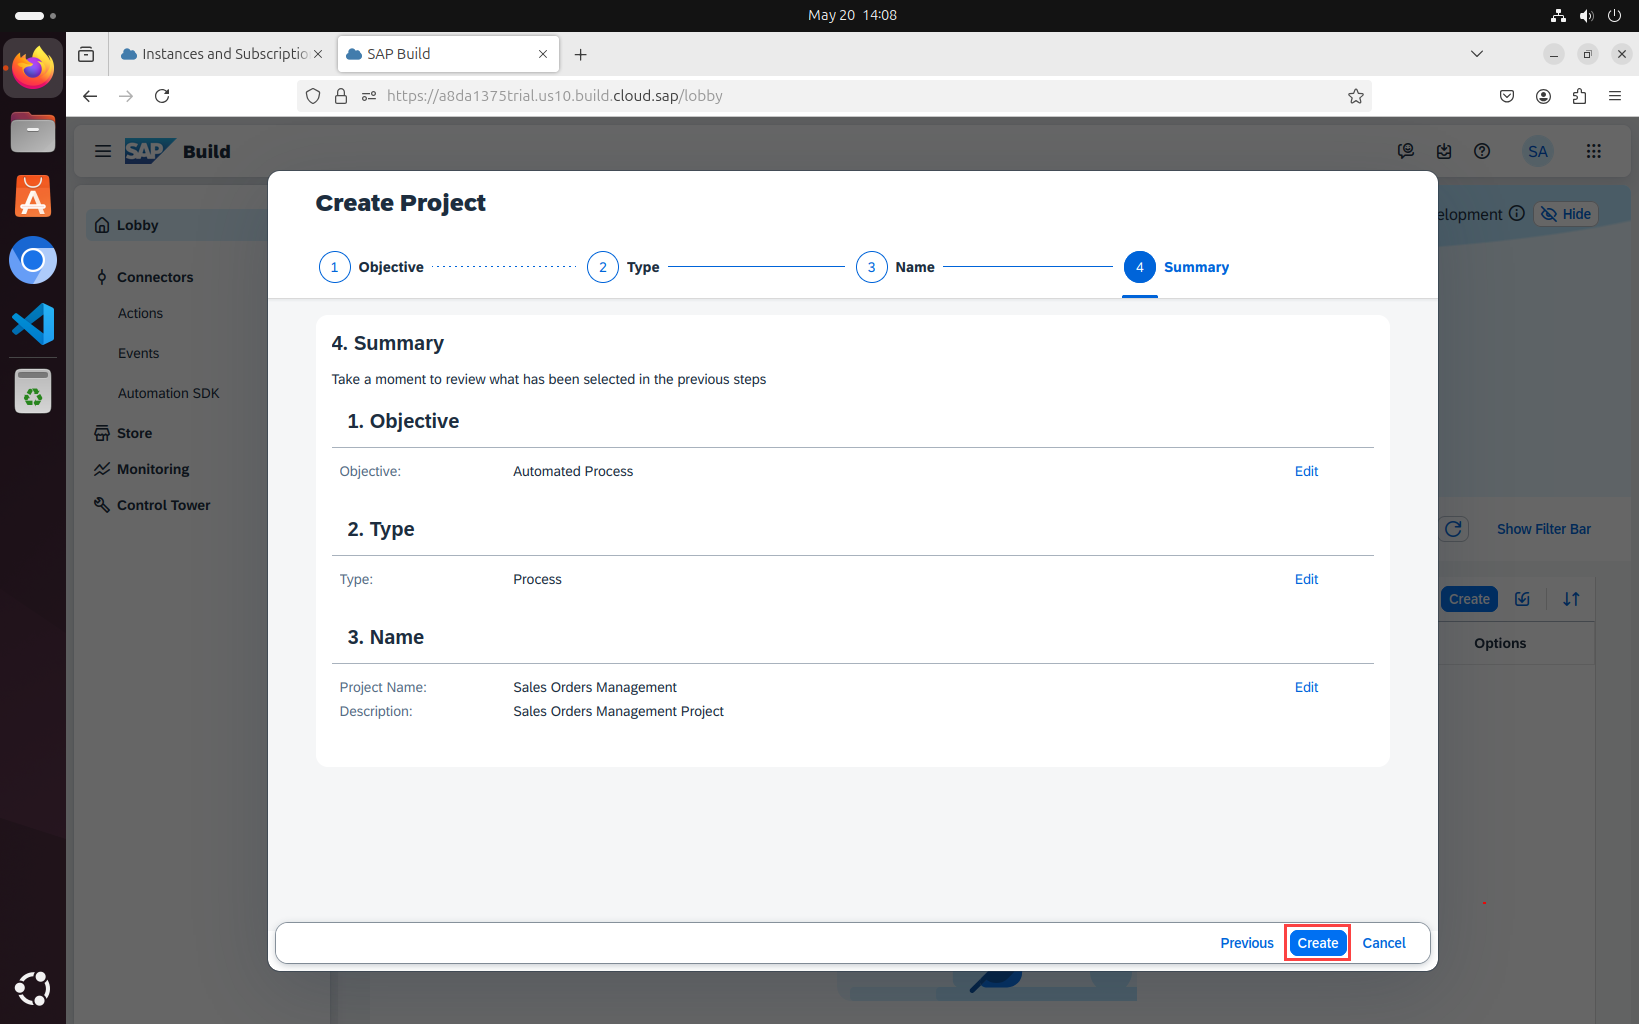 May 20 14:08
Instances and Subscriptio
SAP Build
https://a8da1375trial.us10.build.cloud.sap/lobby
SAP Build
SA
elopment
Hide
Lobby
Connectors
Actions
Events
Automation SDK
Store
Monitoring
Control Tower
Create Project
1 Objective
2 Type
3 Name
4 Summary
4. Summary
Take a moment to review what has been selected in the previous steps
1. Objective
Objective: Automated Process Edit
2. Type
Type: Process Edit
3. Name
Project Name: Sales Orders Management Edit
Description: Sales Orders Management Project
Show Filter Bar
Create
Options
Previous Create Cancel